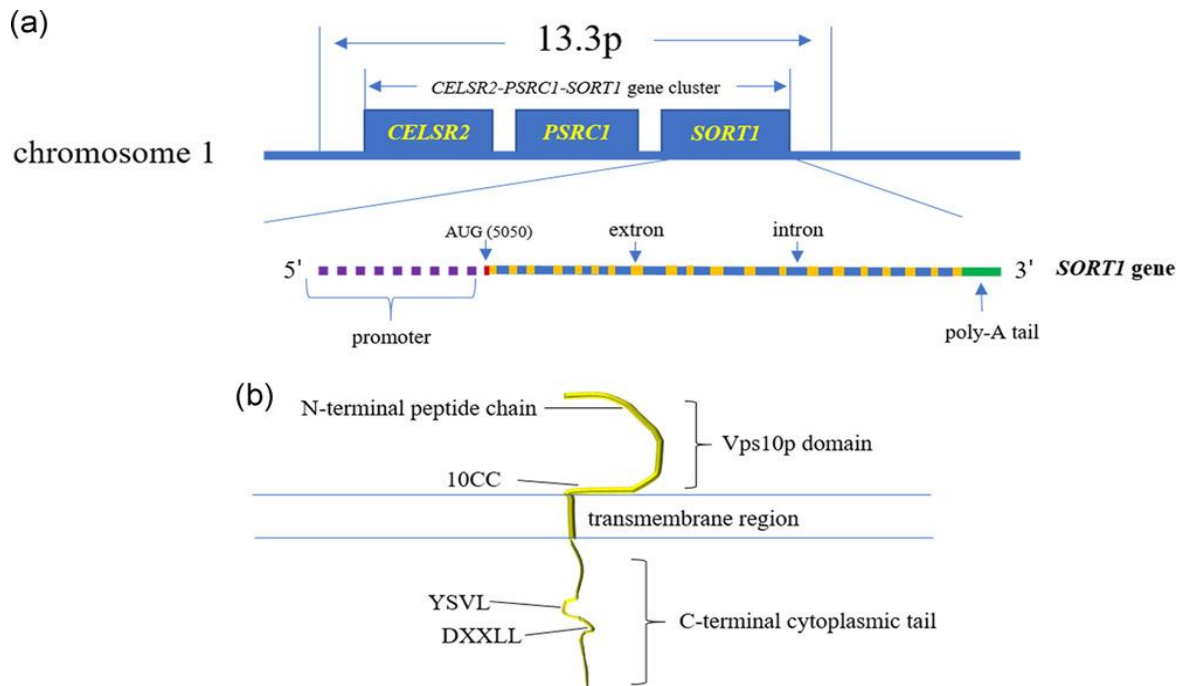 (a)
13.3p
CELSR2-PSRC1-SORT1 gene cluster
CELSR2 PSRC1 SORT1
chromosome 1
AUG (5050) extron intron
5' 3' SORT1 gene
promoter poly-A tail
(b)
N-terminal peptide chain
Vps10p domain
10CC
transmembrane region
YSVL
DXXLL
C-terminal cytoplasmic tail